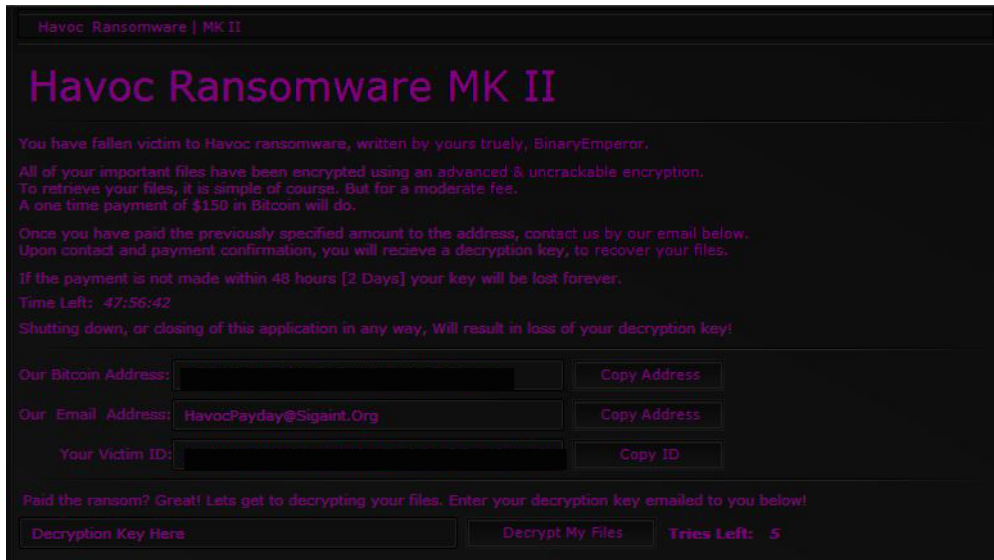 Havoc Ransomware | MK II
Havoc Ransomware MK II
You have fallen victim to Havoc ransomware, written by yours truely, BinaryEmperor.
All of your important files have been encrypted using an advanced & uncrackable encryption.
To retrieve your files, it is simple of course. But for a moderate fee.
A one time payment of $150 in Bitcoin will do.
Once you have paid the previously specified amount to the address, contact us by our email below.
Upon contact and payment confirmation, you will recieve a decryption key, to recover your files.
If the payment is not made within 48 hours [2 Days] your key will be lost forever.
Time Left: 47:56:42
Shutting down, or closing of this application in any way, Will result in loss of your decryption key!
Our Bitcoin Address: Copy Address
Our Email Address: HavocPayday@Sigaint.Org Copy Address
Your Victim ID: Copy ID
Paid the ransom? Great! Lets get to decrypting your files. Enter your decryption key emailed to you below!
Decryption Key Here Decrypt My Files Tries Left: 5